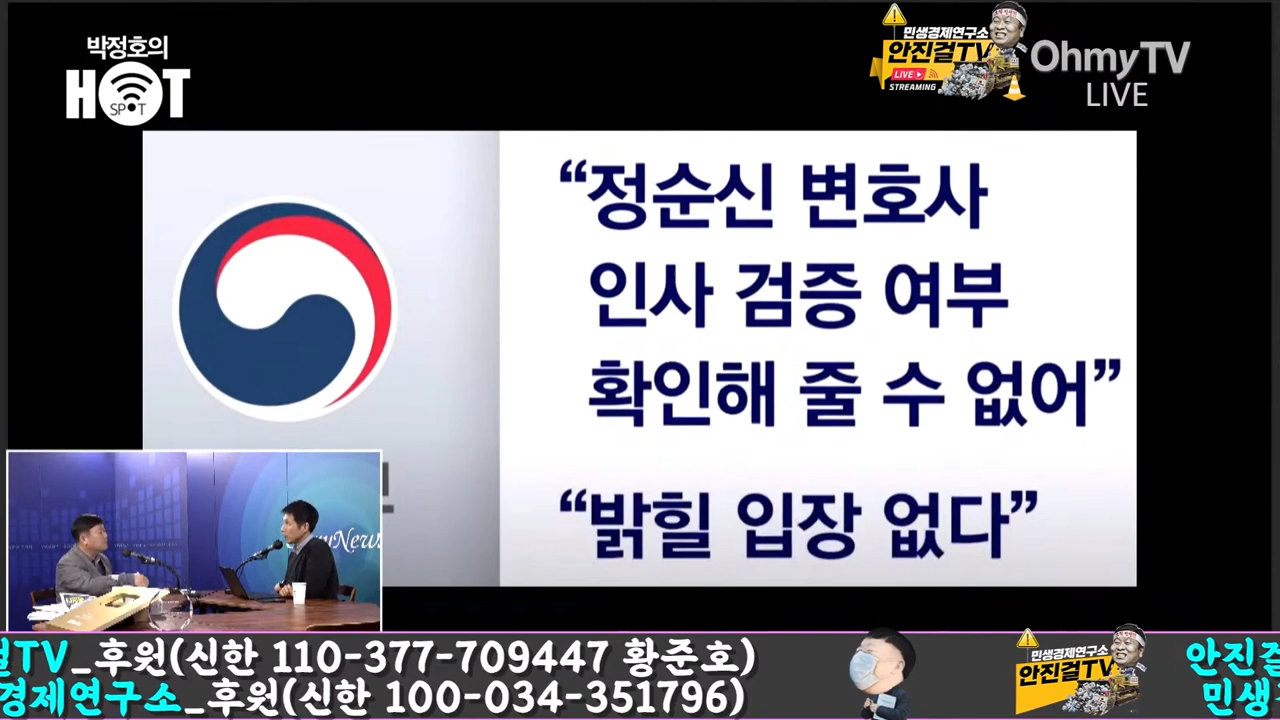 박정호의
HOT
SPOT
민생경제연구소
안진걸TV
LIVE
STREAMING
OhmyTV
LIVE
“정순신 변호사
인사 검증 여부
확인해 줄 수 없어”
“밝힐 입장 없다”
걸TV_후원(신한 110-377-709447 황준호)
경제연구소_후원(신한 100-034-351796)
민생경제연구소
안진걸TV
안진걸
민생